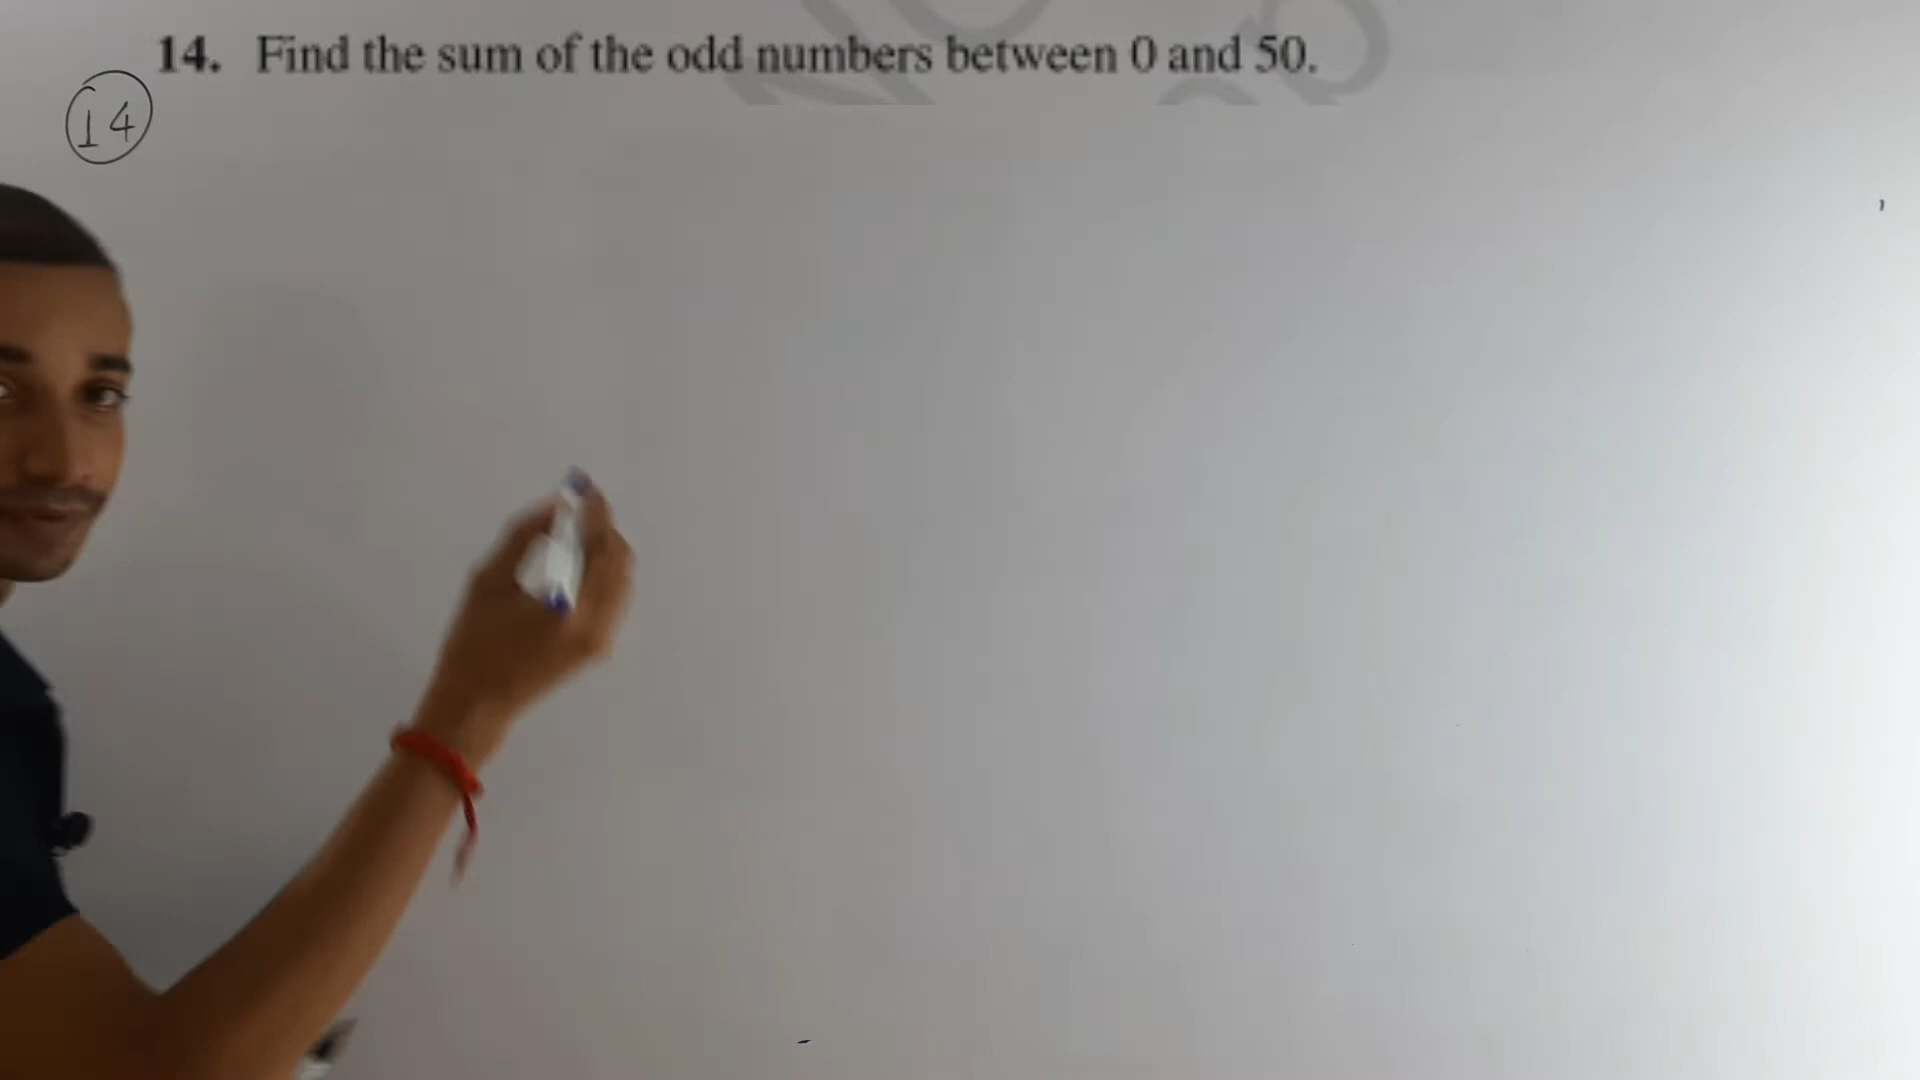 14. Find the sum of the odd numbers between 0 and 50.
14